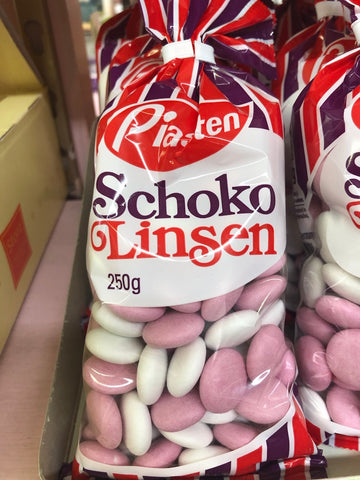 Piasten
Schoko
Linsen
250g